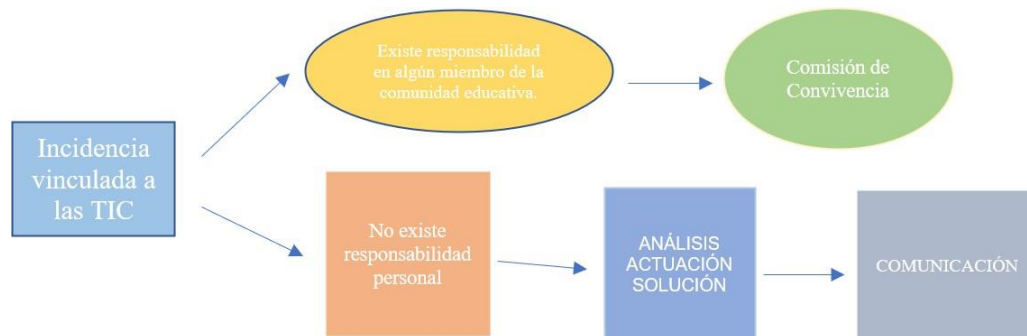 Existe responsabilidad
en algún miembro de la
comunidad educativa.
Comisión de
Convivencia
Incidencia
vinculada a
las TIC
No existe
responsabilidad
personal
ANÁLISIS
ACTUACIÓN
SOLUCIÓN
COMUNICACIÓN